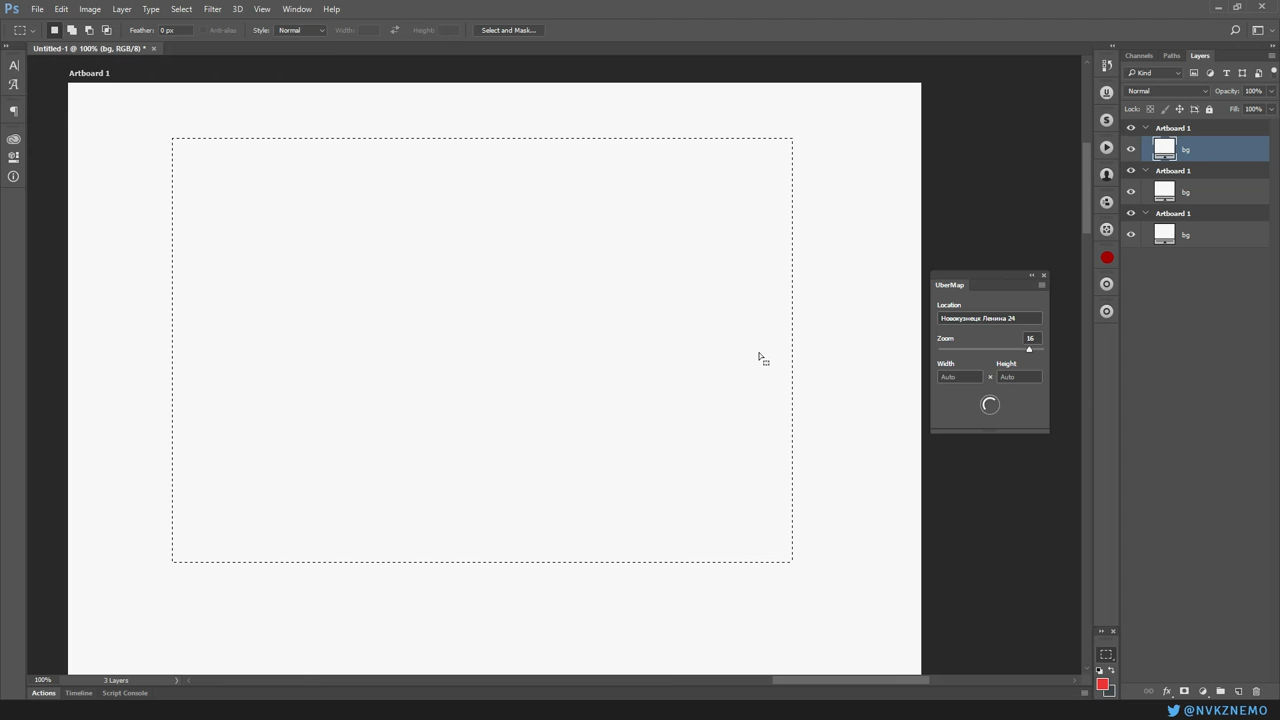 Ps File Edit Image Layer Type Select Filter 3D View Window Help
Feather: 0 px Anti-alias Style: Normal Width: Height: Select and Mask...
Untitled-1 @ 100% (bg, RGB/8) *
Artboard 1
Channels Paths Layers
Kind
Normal Opacity: 100%
Lock: Fill: 100%
Artboard 1
bg
Artboard 1
bg
Artboard 1
bg
UberMap
Location
Новокузнецк Ленина 24
Zoom 16
Width Height
Auto × Auto
100% 3 Layers
Actions Timeline Script Console
@NVKZNEMO